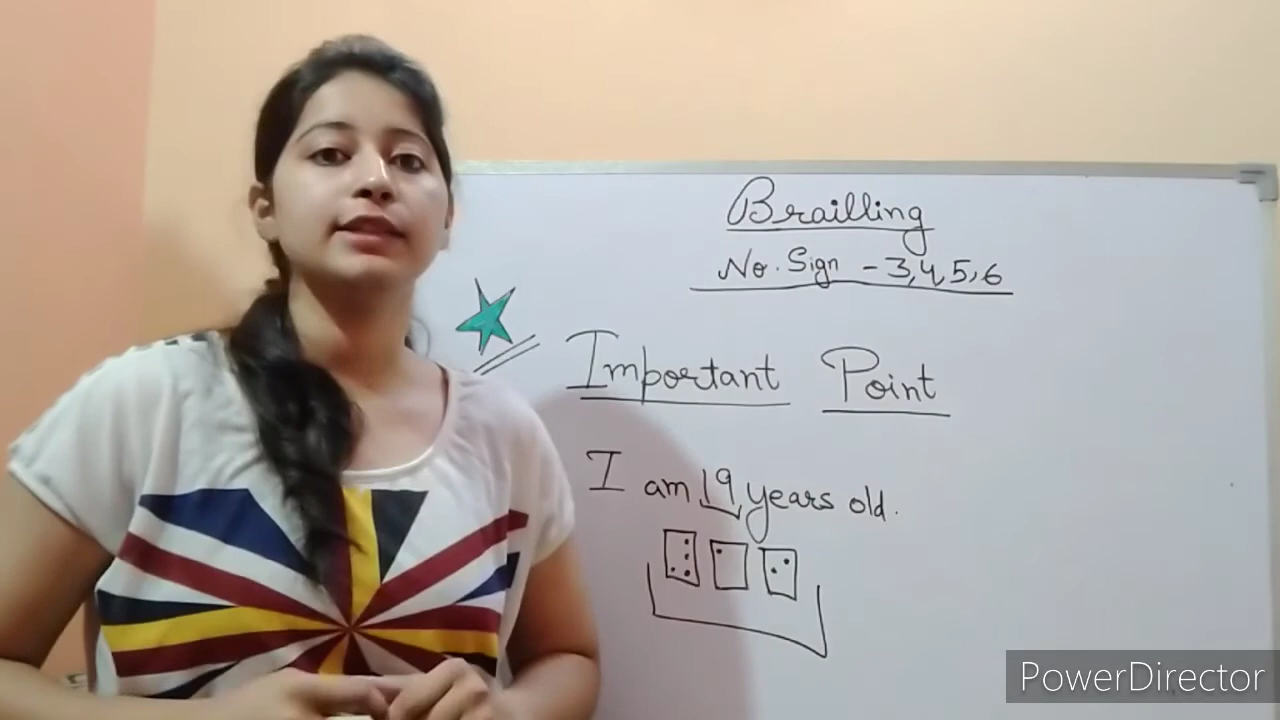 Brailling
No. Sign - 3,4,5,6
Important Point
I am 19 years old.
PowerDirector